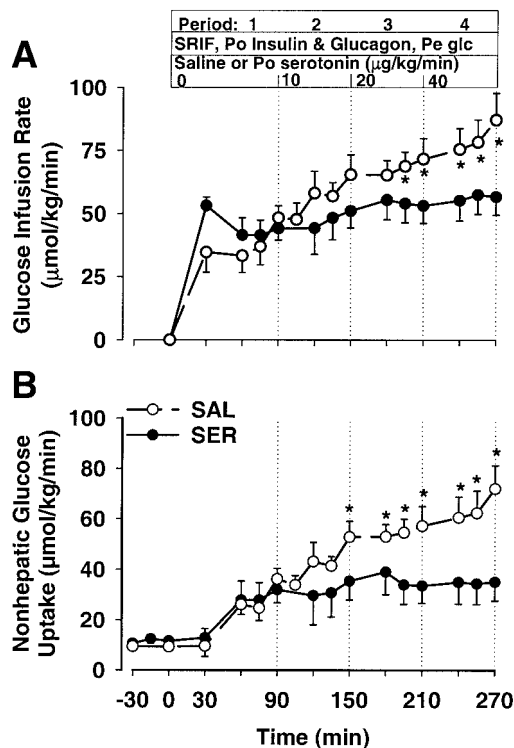 Period: 1 2 3 4
SRIF, Po Insulin & Glucagon, Pe glc
Saline or Po serotonin (μg/kg/min)
0 10 20 40
A
Glucose Infusion Rate
(μmol/kg/min)
100
75
50
25
0
* * * * *
B
SAL
SER
Nonhepatic Glucose
Uptake (μmol/kg/min)
100
80
60
40
20
0
* * * * * * *
-30 0 30 90 150 210 270
Time (min)